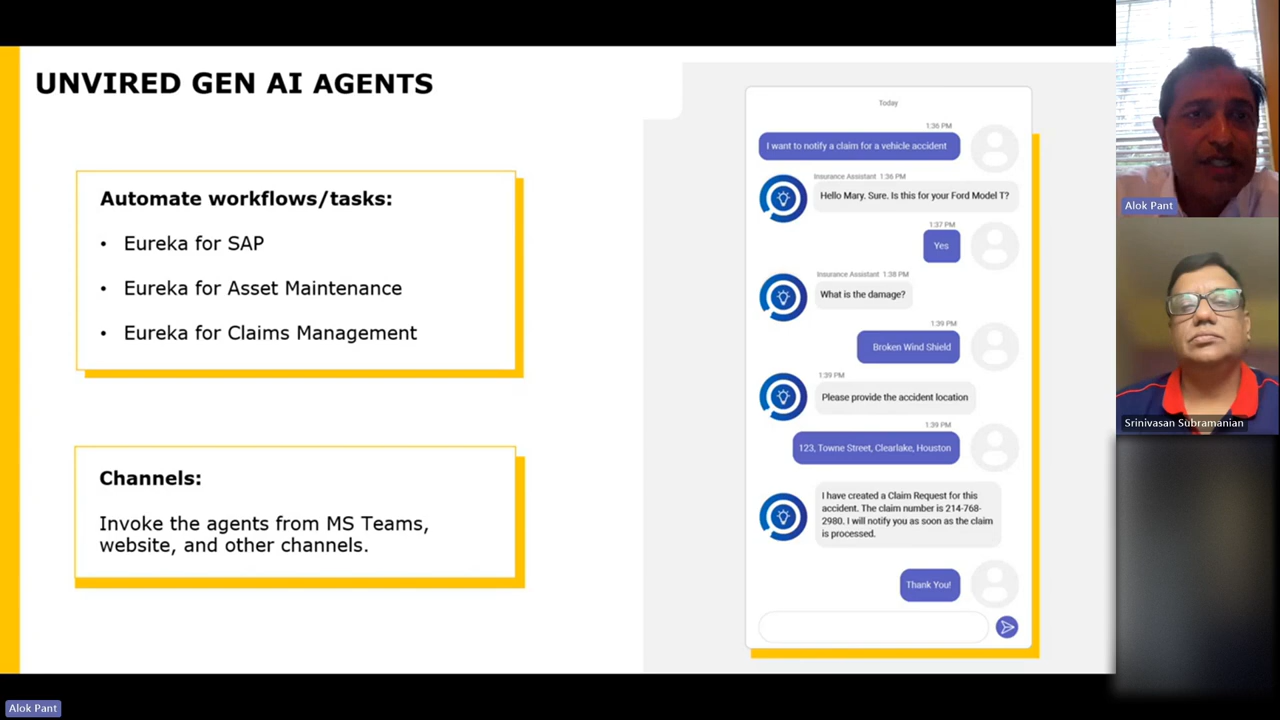 UNVIRED GEN AI AGENTS
Automate workflows/tasks:
• Eureka for SAP
• Eureka for Asset Maintenance
• Eureka for Claims Management
Channels:
Invoke the agents from MS Teams,
website, and other channels.
Today
1:36 PM
I want to notify a claim for a vehicle accident
Insurance Assistant 1:36 PM
Hello Mary. Sure. Is this for your Ford Model T?
1:37 PM
Yes
Insurance Assistant 1:38 PM
What is the damage?
1:39 PM
Broken Wind Shield
1:39 PM
Please provide the accident location
1:39 PM
123, Towne Street, Clearlake, Houston
I have created a Claim Request for this
accident. The claim number is 214-768-
2980. I will notify you as soon as the claim
is processed.
Thank You!
Alok Pant
Srinivasan Subramanian
Alok Pant